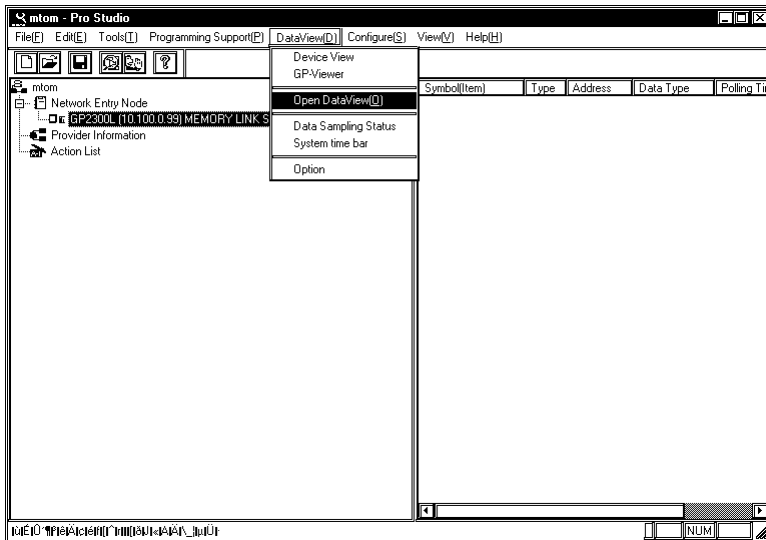 mtom - Pro Studio
File(F) Edit(E) Tools(T) Programming Support(P) DataView(D) Configure(S) View(V) Help(H)
Device View
GP-Viewer
Open DataView(O)
Data Sampling Status
System time bar
Option
mtom
Network Entry Node
GP2300L (10.100.0.99) MEMORY LINK S
Provider Information
Action List
Symbol(Item) Type Address Data Type Polling Ti
NUM